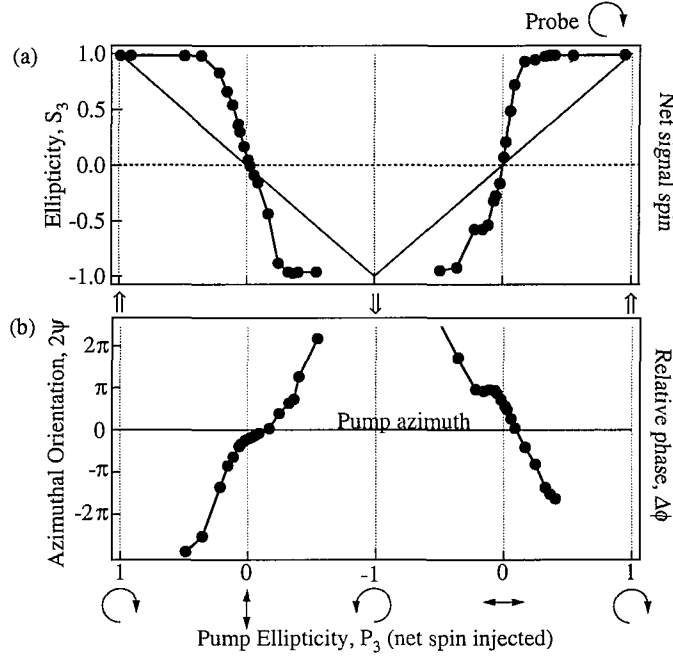 Probe
(a)
1.0
0.5
0.0
-0.5
-1.0
Ellipticity, S3
Net signal spin
⇑ ⇓ ⇑
(b)
2π
π
0
-π
-2π
Azimuthal Orientation, 2ψ
Pump azimuth
Relative phase, Δϕ
1 0 -1 0 1
Pump Ellipticity, P3 (net spin injected)